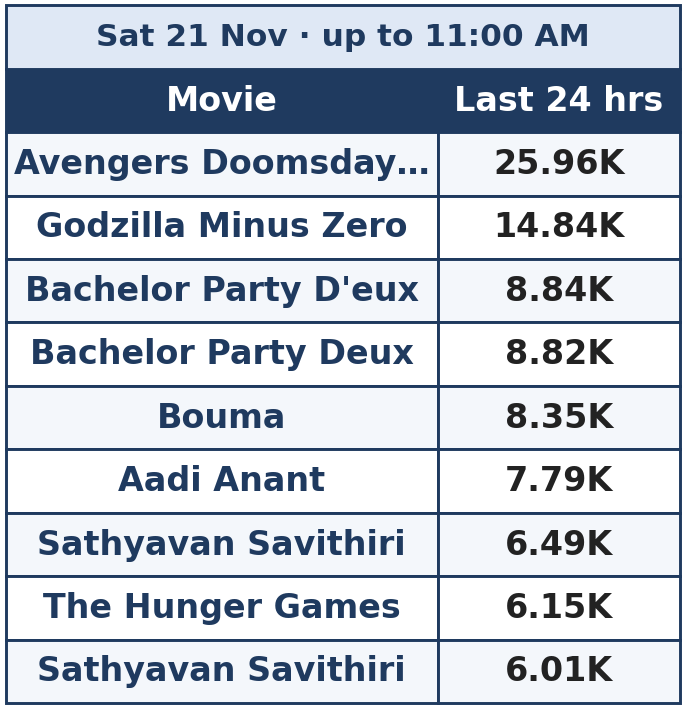 Sat 21 Nov · up to 11:00 AM
Movie Last 24 hrs
Avengers Doomsday... 25.96K
Godzilla Minus Zero 14.84K
Bachelor Party D'eux 8.84K
Bachelor Party Deux 8.82K
Bouma 8.35K
Aadi Anant 7.79K
Sathyavan Savithiri 6.49K
The Hunger Games 6.15K
Sathyavan Savithiri 6.01K